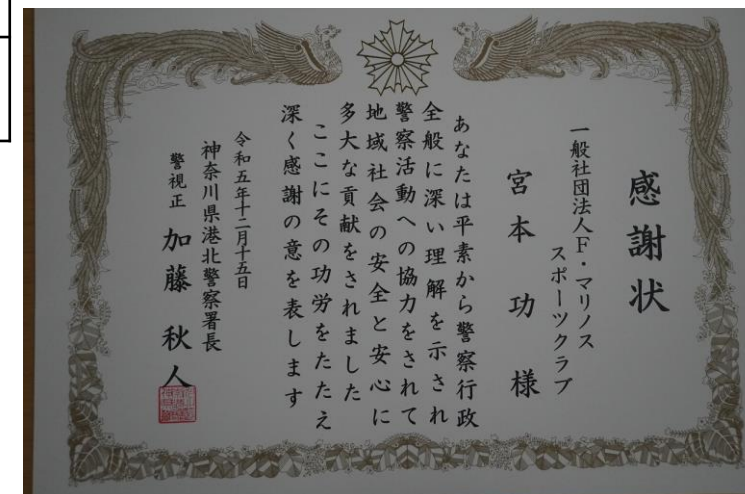 感謝状
一般社団法人F・マリノス
スポーツクラブ
宮本 功 様
あなたは平素から警察行政
全般に深い理解を示され
警察活動への協力をされて
地域社会の安全と安心に
多大な貢献をされました
ここにその功労をたたえ
深く感謝の意を表します
令和五年十二月十五日
神奈川県港北警察署長
警視正 加藤 秋人